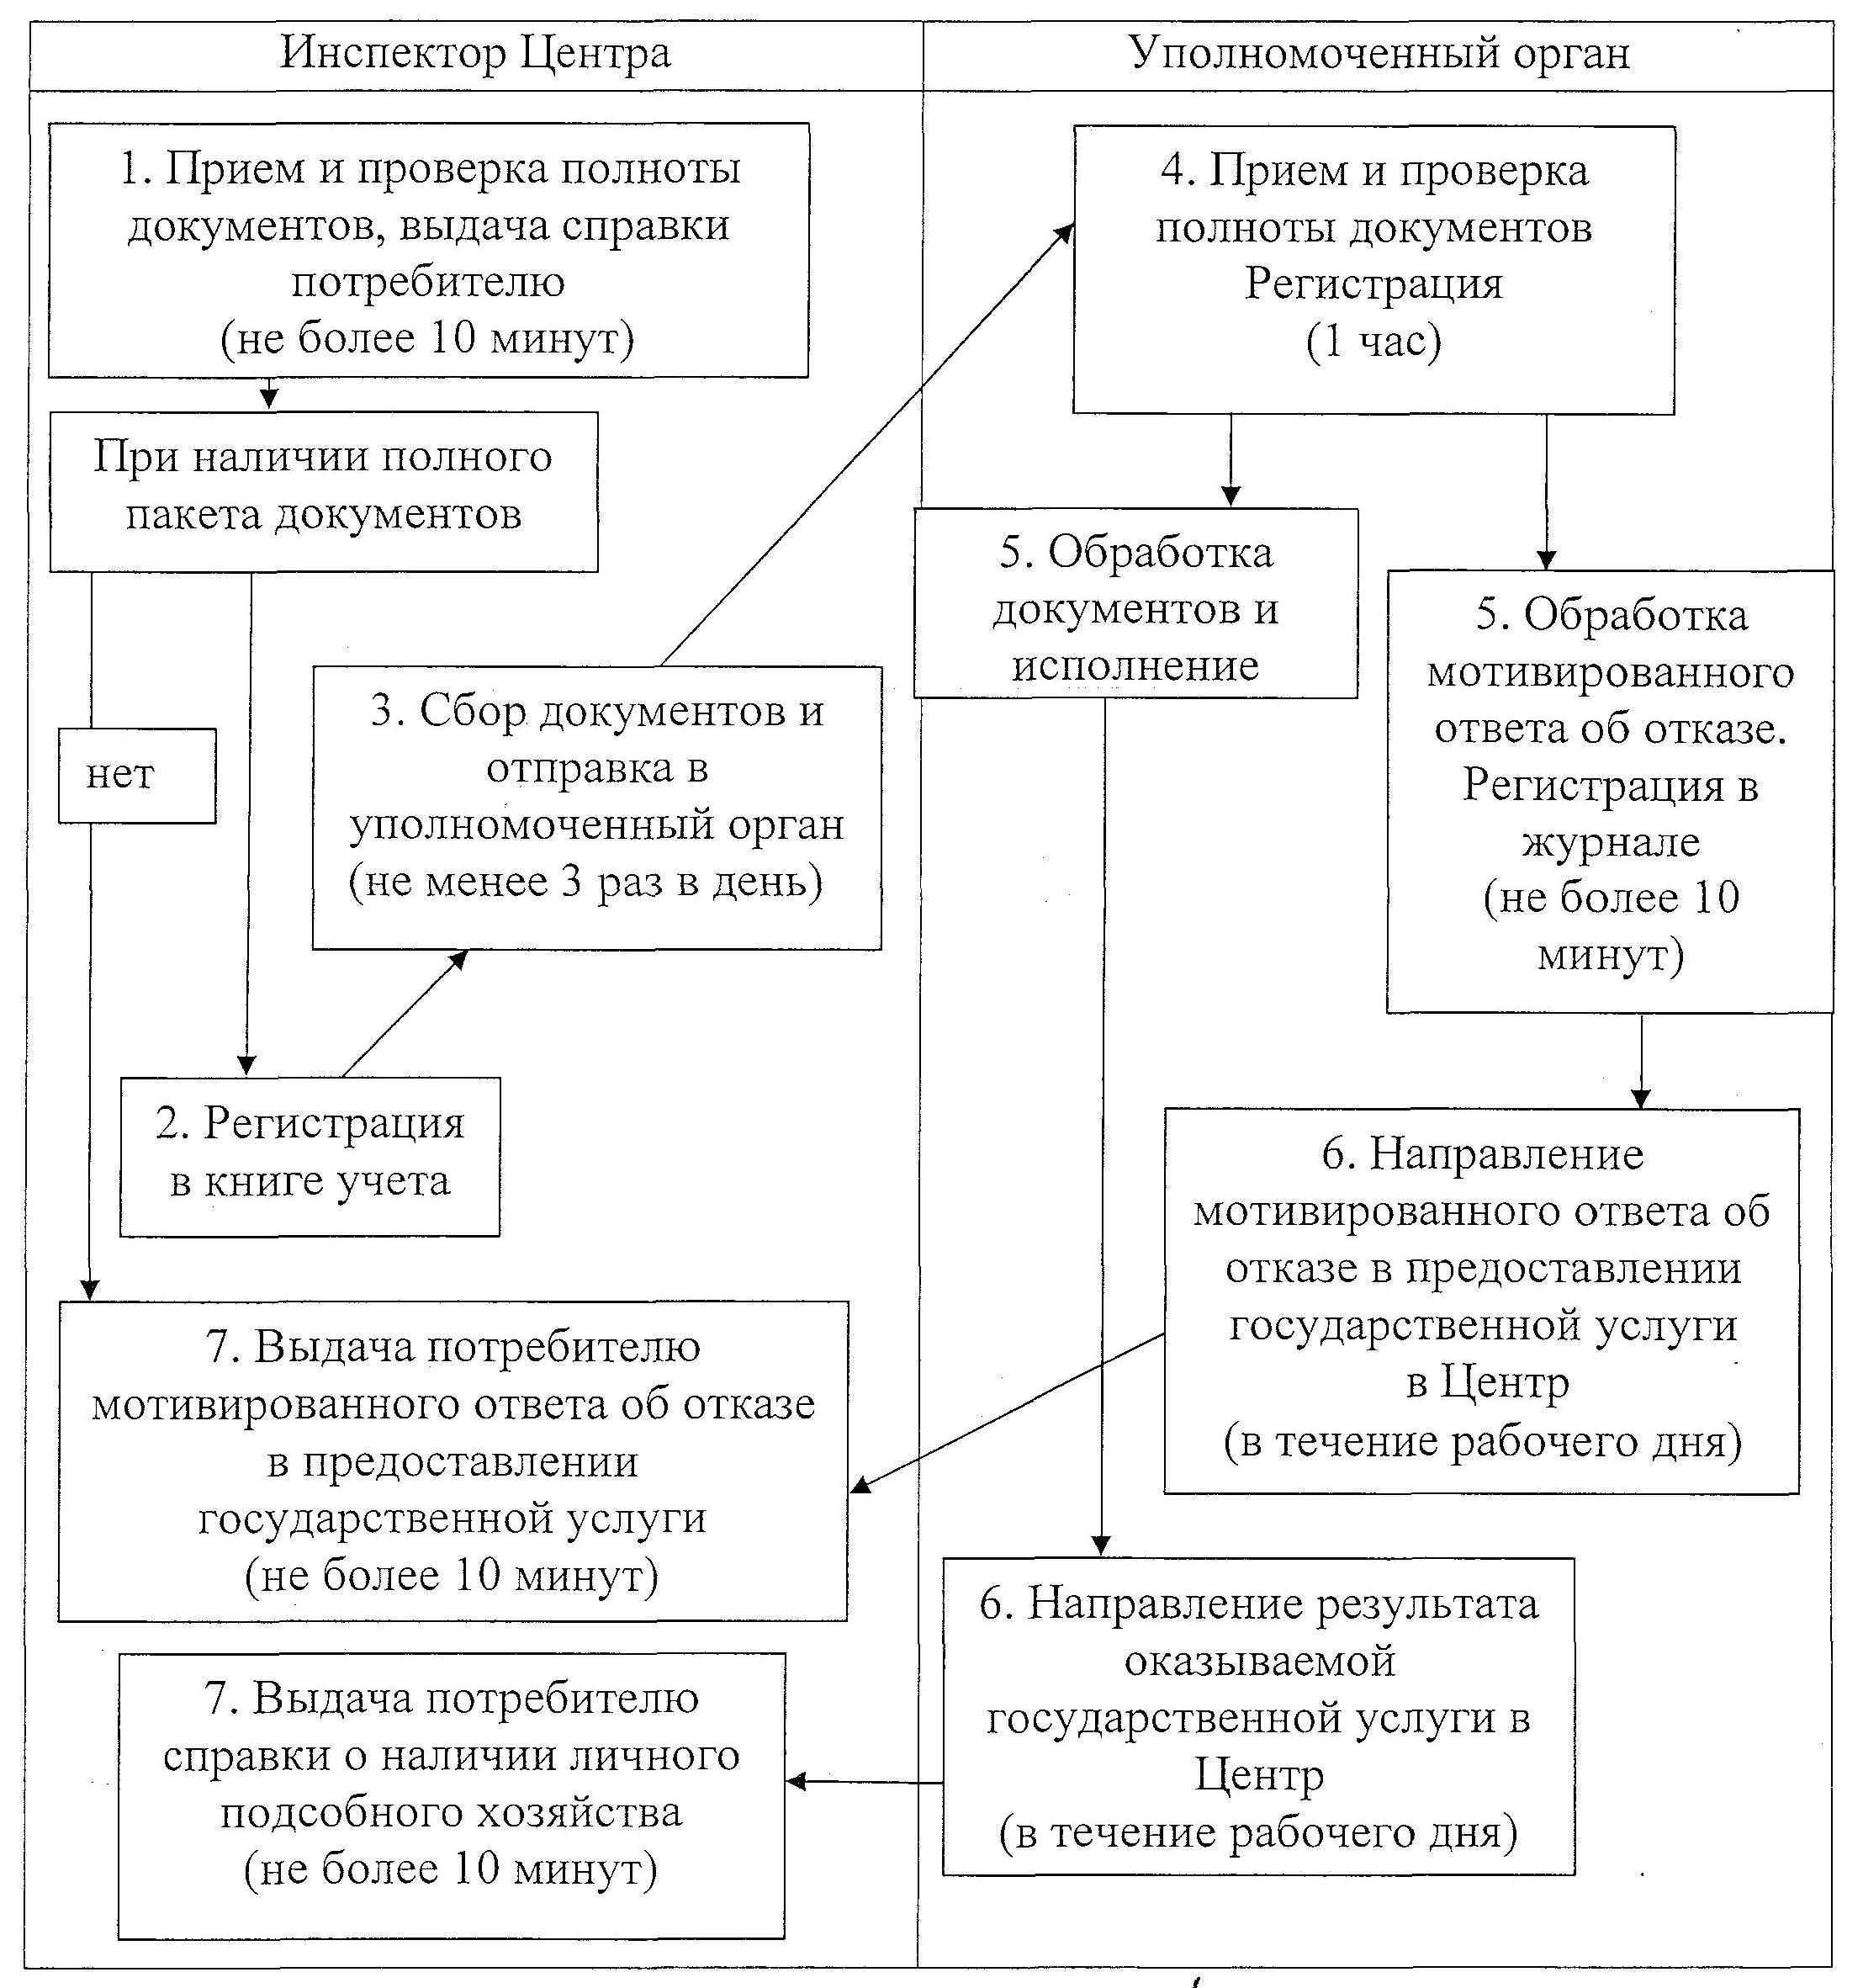 Инспектор Центра
Уполномоченный орган
1. Прием и проверка полноты
документов, выдача справки
потребителю
(не более 10 минут)
При наличии полного
пакета документов
нет
3. Сбор документов и
отправка в
уполномоченный орган
(не менее 3 раз в день)
2. Регистрация
в книге учета
7. Выдача потребителю
мотивированного ответа об отказе
в предоставлении
государственной услуги
(не более 10 минут)
7. Выдача потребителю
справки о наличии личного
подсобного хозяйства
(не более 10 минут)
4. Прием и проверка
полноты документов
Регистрация
(1 час)
5. Обработка
документов и
исполнение
5. Обработка
мотивированного
ответа об отказе.
Регистрация в
журнале
(не более 10
минут)
6. Направление
мотивированного ответа об
отказе в предоставлении
государственной услуги
в Центр
(в течение рабочего дня)
6. Направление результата
оказываемой
государственной услуги в
Центр
(в течение рабочего дня)